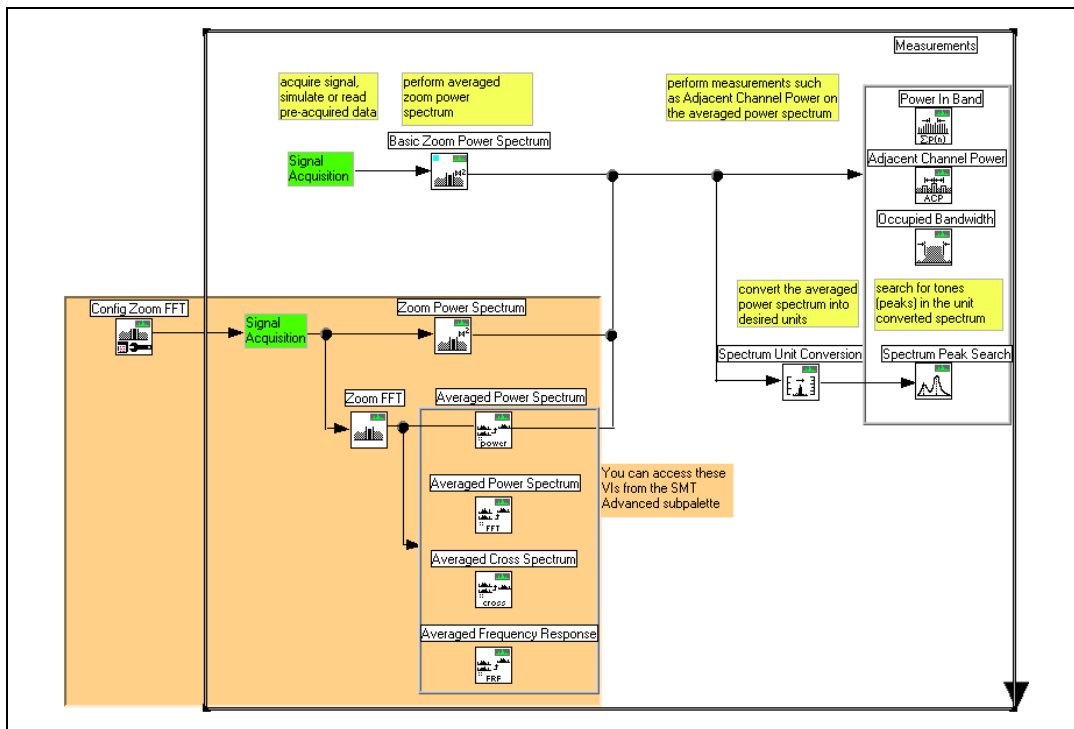 Measurements
acquire signal,
simulate or read
pre-acquired data
perform averaged
zoom power
spectrum
perform measurements such
as Adjacent Channel Power on
the averaged power spectrum
Power In Band
ΣP(n)
Basic Zoom Power Spectrum
Signal
Acquisition
Adjacent Channel Power
ACP
Occupied Bandwidth
convert the averaged
power spectrum into
desired units
search for tones
(peaks) in the unit
converted spectrum
Config Zoom FFT
Signal
Acquisition
Zoom Power Spectrum
Spectrum Unit Conversion
Spectrum Peak Search
Zoom FFT
Averaged Power Spectrum
power
You can access these
VIs from the SMT
Advanced subpalette
Averaged Power Spectrum
FFT
Averaged Cross Spectrum
cross
Averaged Frequency Response
FRF